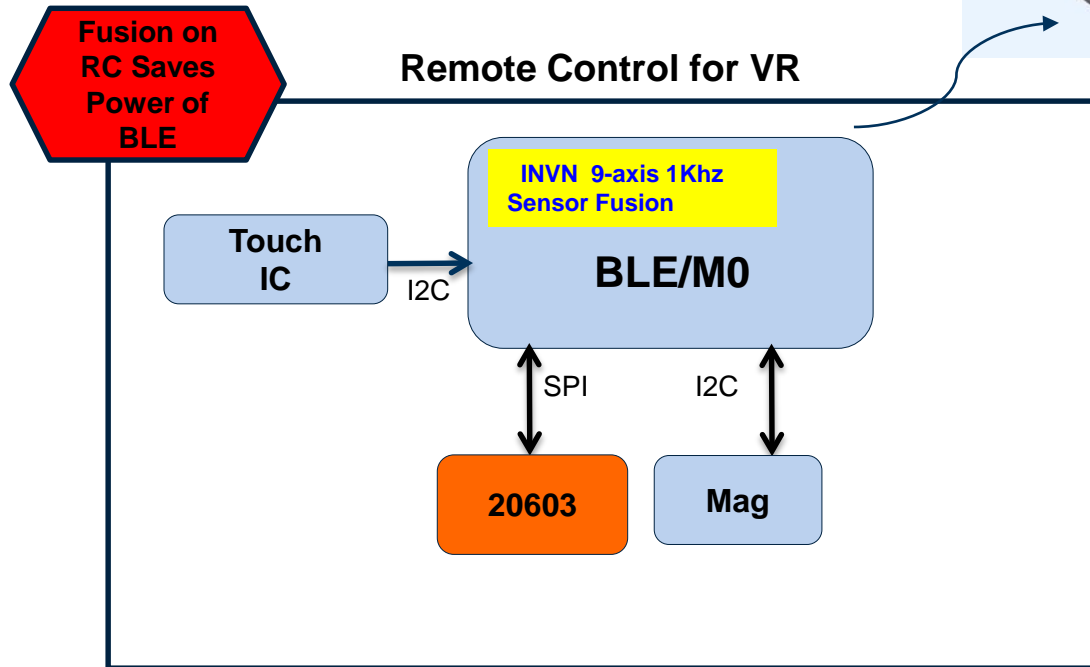 Fusion on
RC Saves
Power of
BLE
Remote Control for VR
INVN 9-axis 1Khz
Sensor Fusion
BLE/M0
Touch
IC
I2C
SPI
I2C
20603
Mag